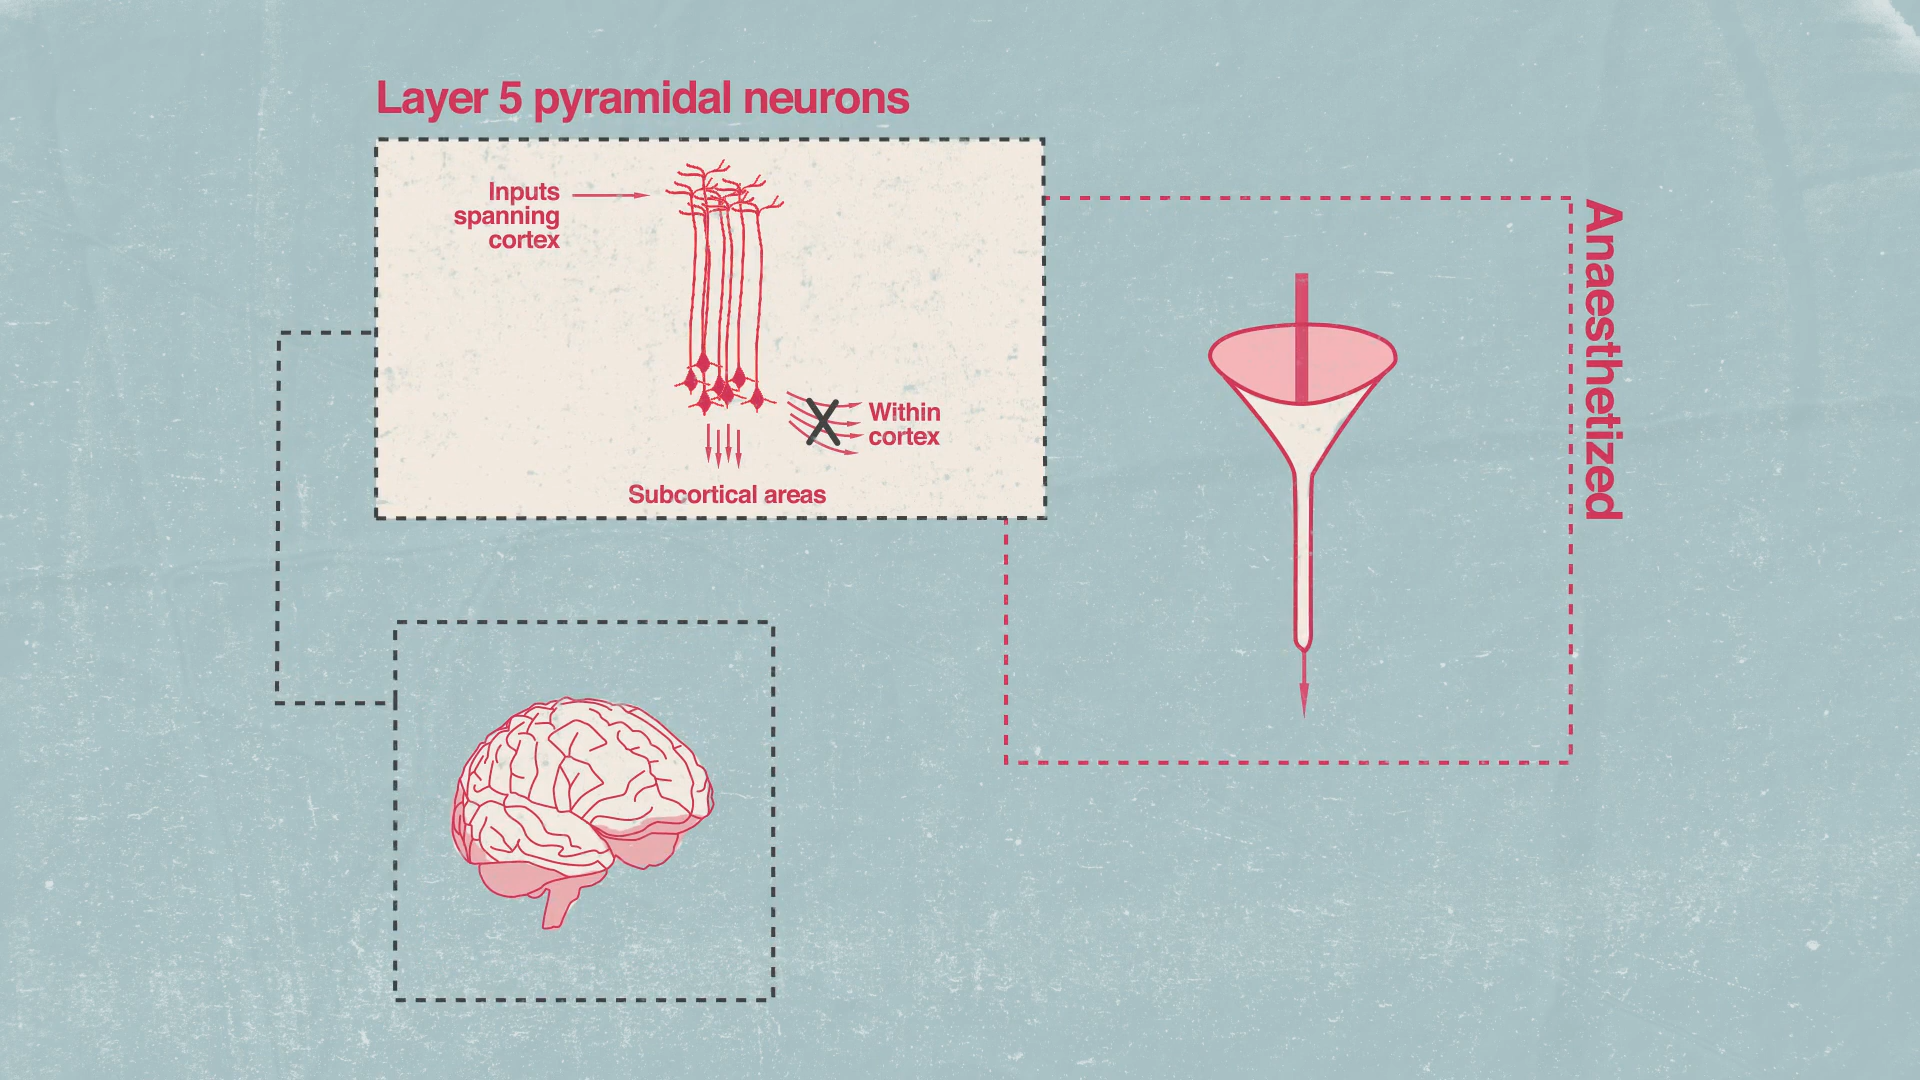 Layer 5 pyramidal neurons
Inputs
spanning
cortex
Within
cortex
Subcortical areas
Anaesthetized